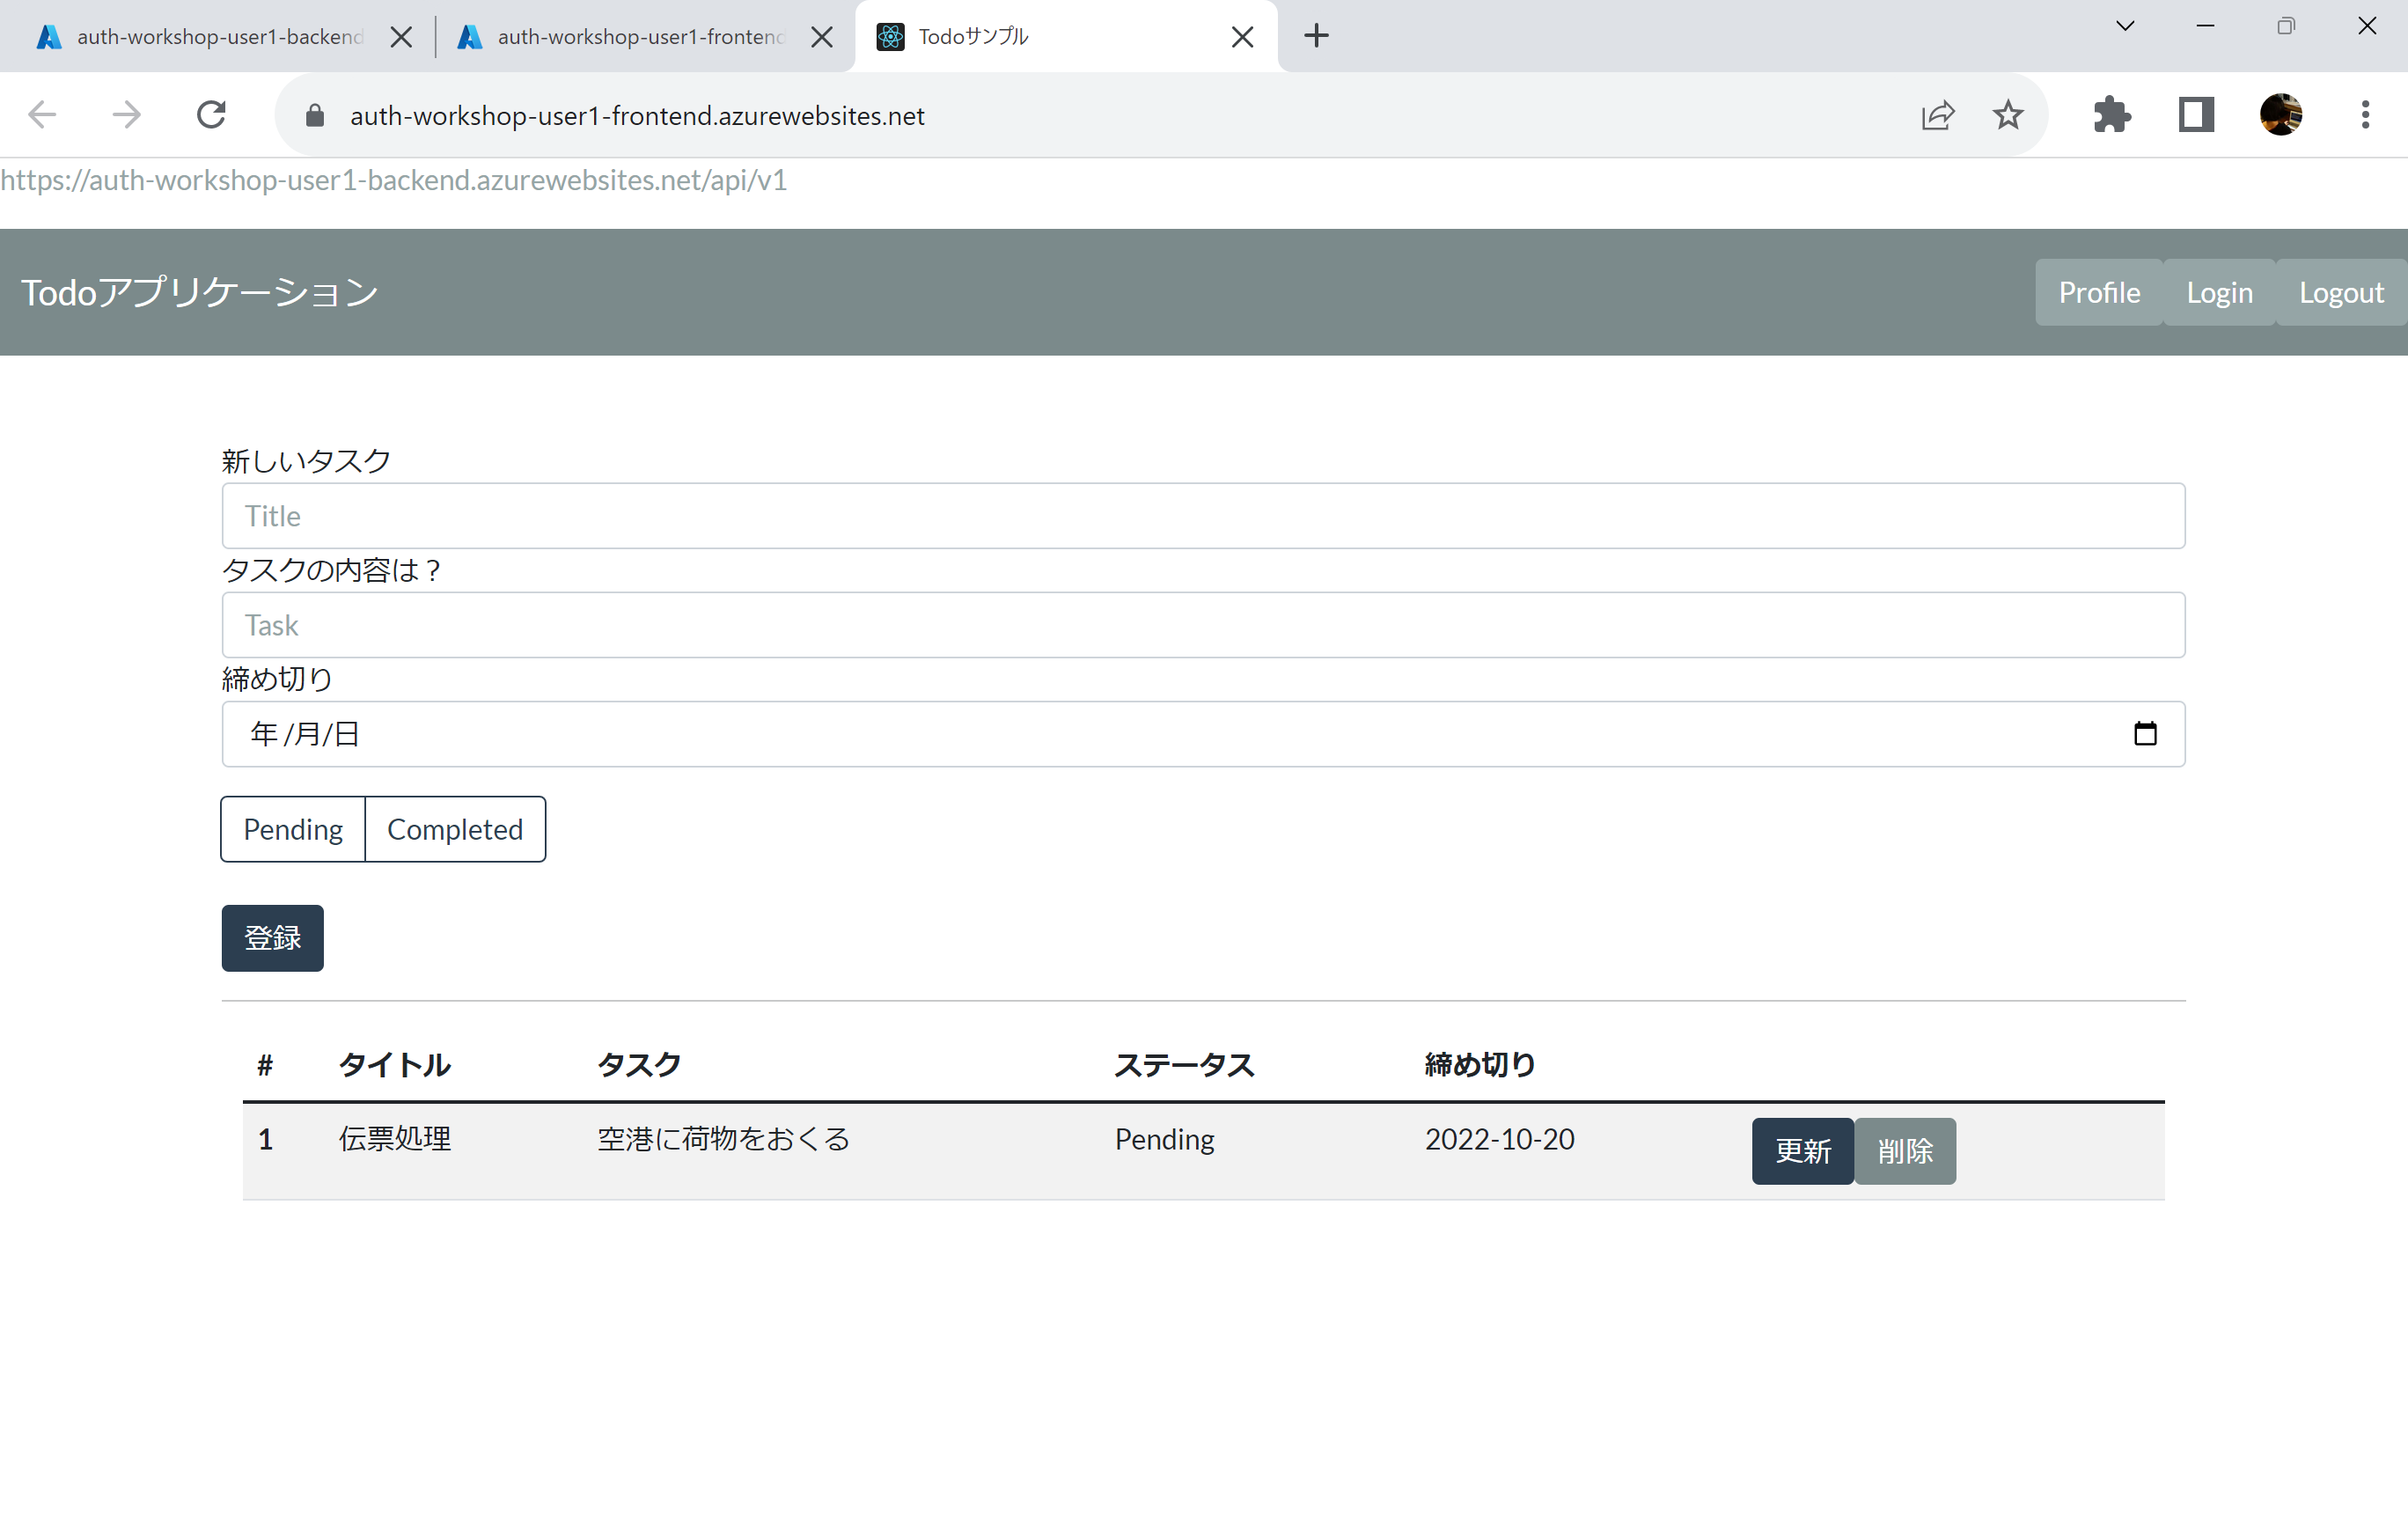 auth-workshop-user1-backend
auth-workshop-user1-frontend
Todoサンプル
auth-workshop-user1-frontend.azurewebsites.net
https://auth-workshop-user1-backend.azurewebsites.net/api/v1
Todoアプリケーション
Profile Login Logout
新しいタスク
Title
タスクの内容は？
Task
締め切り
年 /月/日
Pending Completed
登録
# タイトル タスク ステータス 締め切り
1 伝票処理 空港に荷物をおくる Pending 2022-10-20 更新 削除